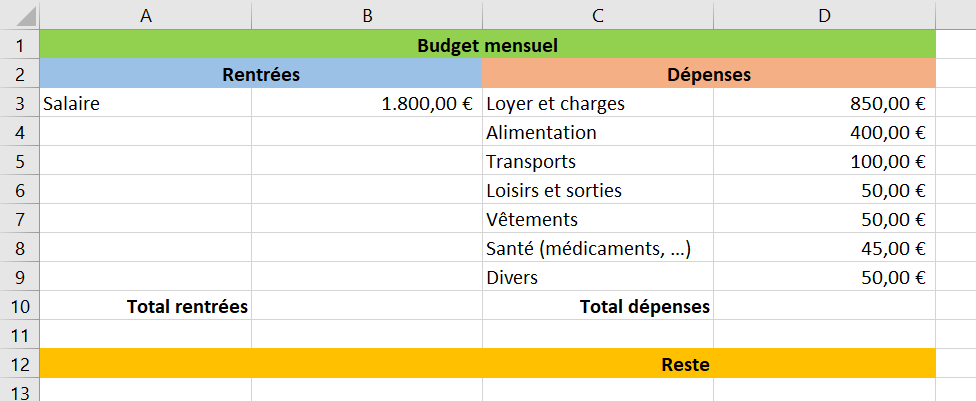 A B C D
1 Budget mensuel
2 Rentrées Dépenses
3 Salaire 1.800,00 € Loyer et charges 850,00 €
4 Alimentation 400,00 €
5 Transports 100,00 €
6 Loisirs et sorties 50,00 €
7 Vêtements 50,00 €
8 Santé (médicaments, ...) 45,00 €
9 Divers 50,00 €
10 Total rentrées Total dépenses
11
12 Reste
13